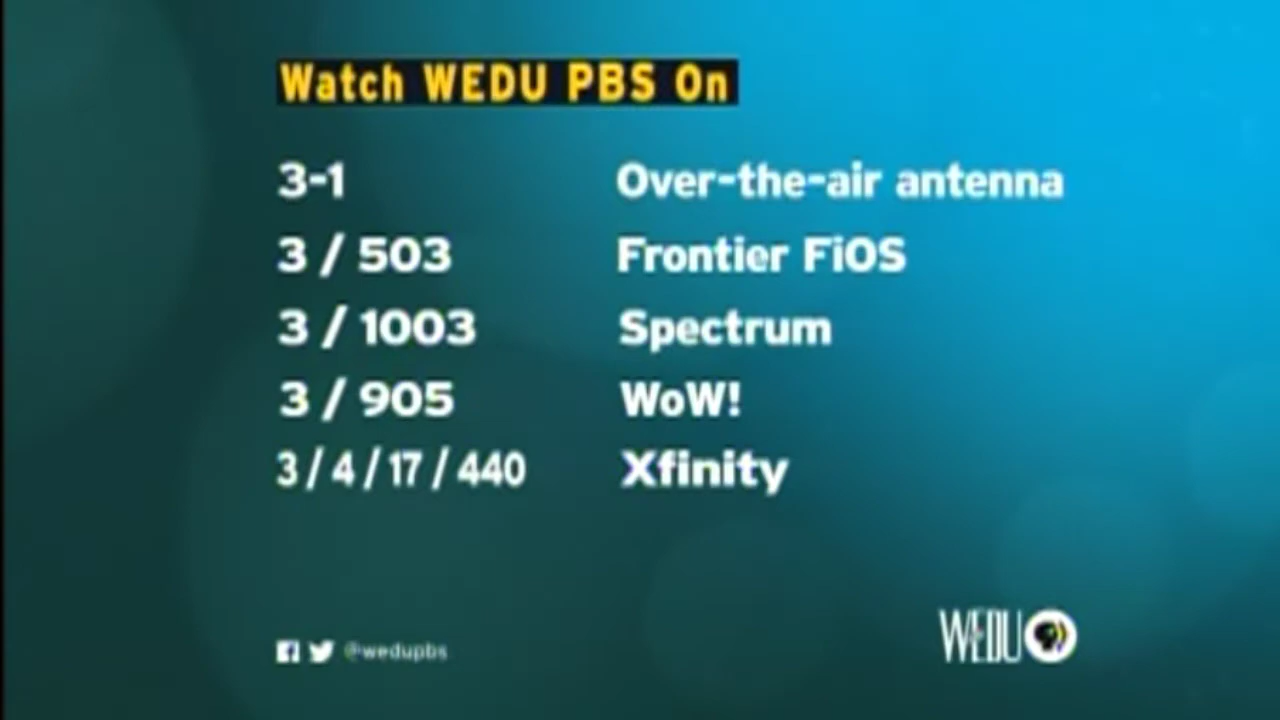 Watch WEDU PBS On
3-1 Over-the-air antenna
3 / 503 Frontier FiOS
3 / 1003 Spectrum
3 / 905 WoW!
3 / 4 / 17 / 440 Xfinity
@wedupbs
WEDU